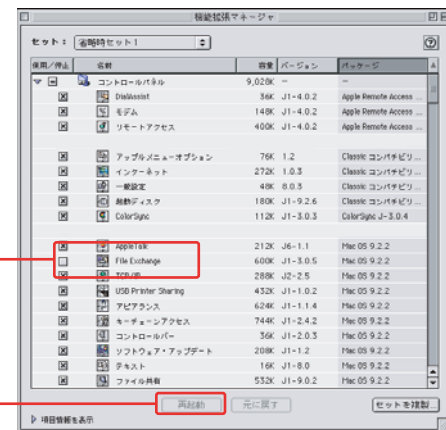 機能拡張マネージャ
セット： 省略時セット1
使用／停止 名前 容量 バージョン パッケージ
コントロールパネル 9,028K – –
DialAssist 36K J1-4.0.2 Apple Remote Access ...
モデム 148K J1-4.0.2 Apple Remote Access ...
リモートアクセス 400K J1-4.0.2 Apple Remote Access ...
アップルメニューオプション 76K 1.2 Classic コンパチビリ...
インターネット 272K 1.0.3 Classic コンパチビリ...
一般設定 48K 8.0.3 Classic コンパチビリ...
起動ディスク 180K J1-9.2.6 Classic コンパチビリ...
ColorSync 112K J1-3.0.3 ColorSync J-3.0.4
AppleTalk 212K J6-1.1 Mac OS 9.2.2
File Exchange 600K J1-3.0.5 Mac OS 9.2.2
TCP/IP 288K J2-2.5 Mac OS 9.2.2
USB Printer Sharing 432K J1-1.0.2 Mac OS 9.2.2
アピアランス 624K J1-1.1.4 Mac OS 9.2.2
キーチェーンアクセス 744K J1-2.4.2 Mac OS 9.2.2
コントロールバー 36K J1-2.0.3 Mac OS 9.2.2
ソフトウェア・アップデート 208K J1-1.2 Mac OS 9.2.2
テキスト 16K J1-8.0 Mac OS 9.2.2
ファイル共有 532K J1-9.0.2 Mac OS 9.2.2
再起動 元に戻す セットを複製...
項目情報を表示